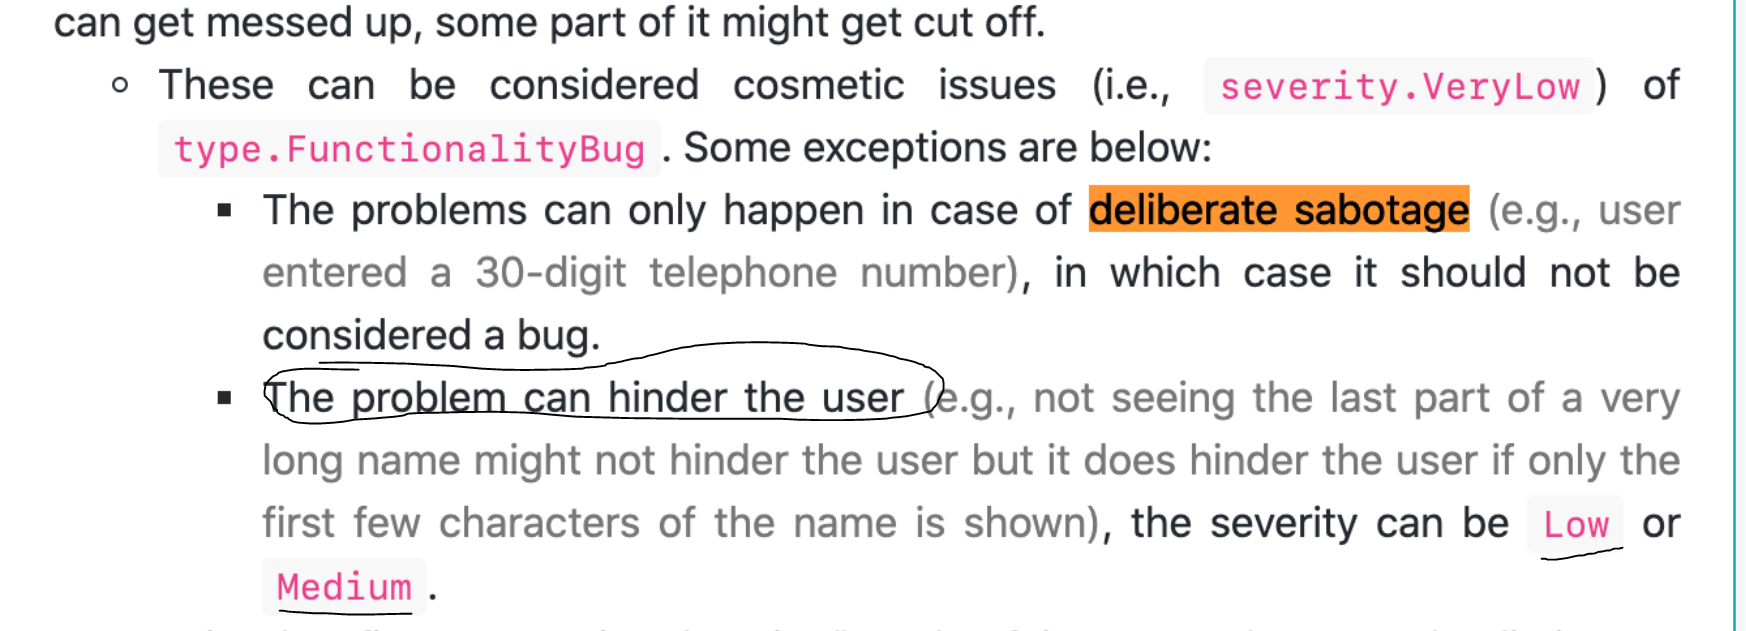 can get messed up, some part of it might get cut off.
These can be considered cosmetic issues (i.e., severity.VeryLow) of
type.FunctionalityBug. Some exceptions are below:
The problems can only happen in case of deliberate sabotage (e.g., user
entered a 30-digit telephone number), in which case it should not be
considered a bug.
The problem can hinder the user (e.g., not seeing the last part of a very
long name might not hinder the user but it does hinder the user if only the
first few characters of the name is shown), the severity can be Low or
Medium.